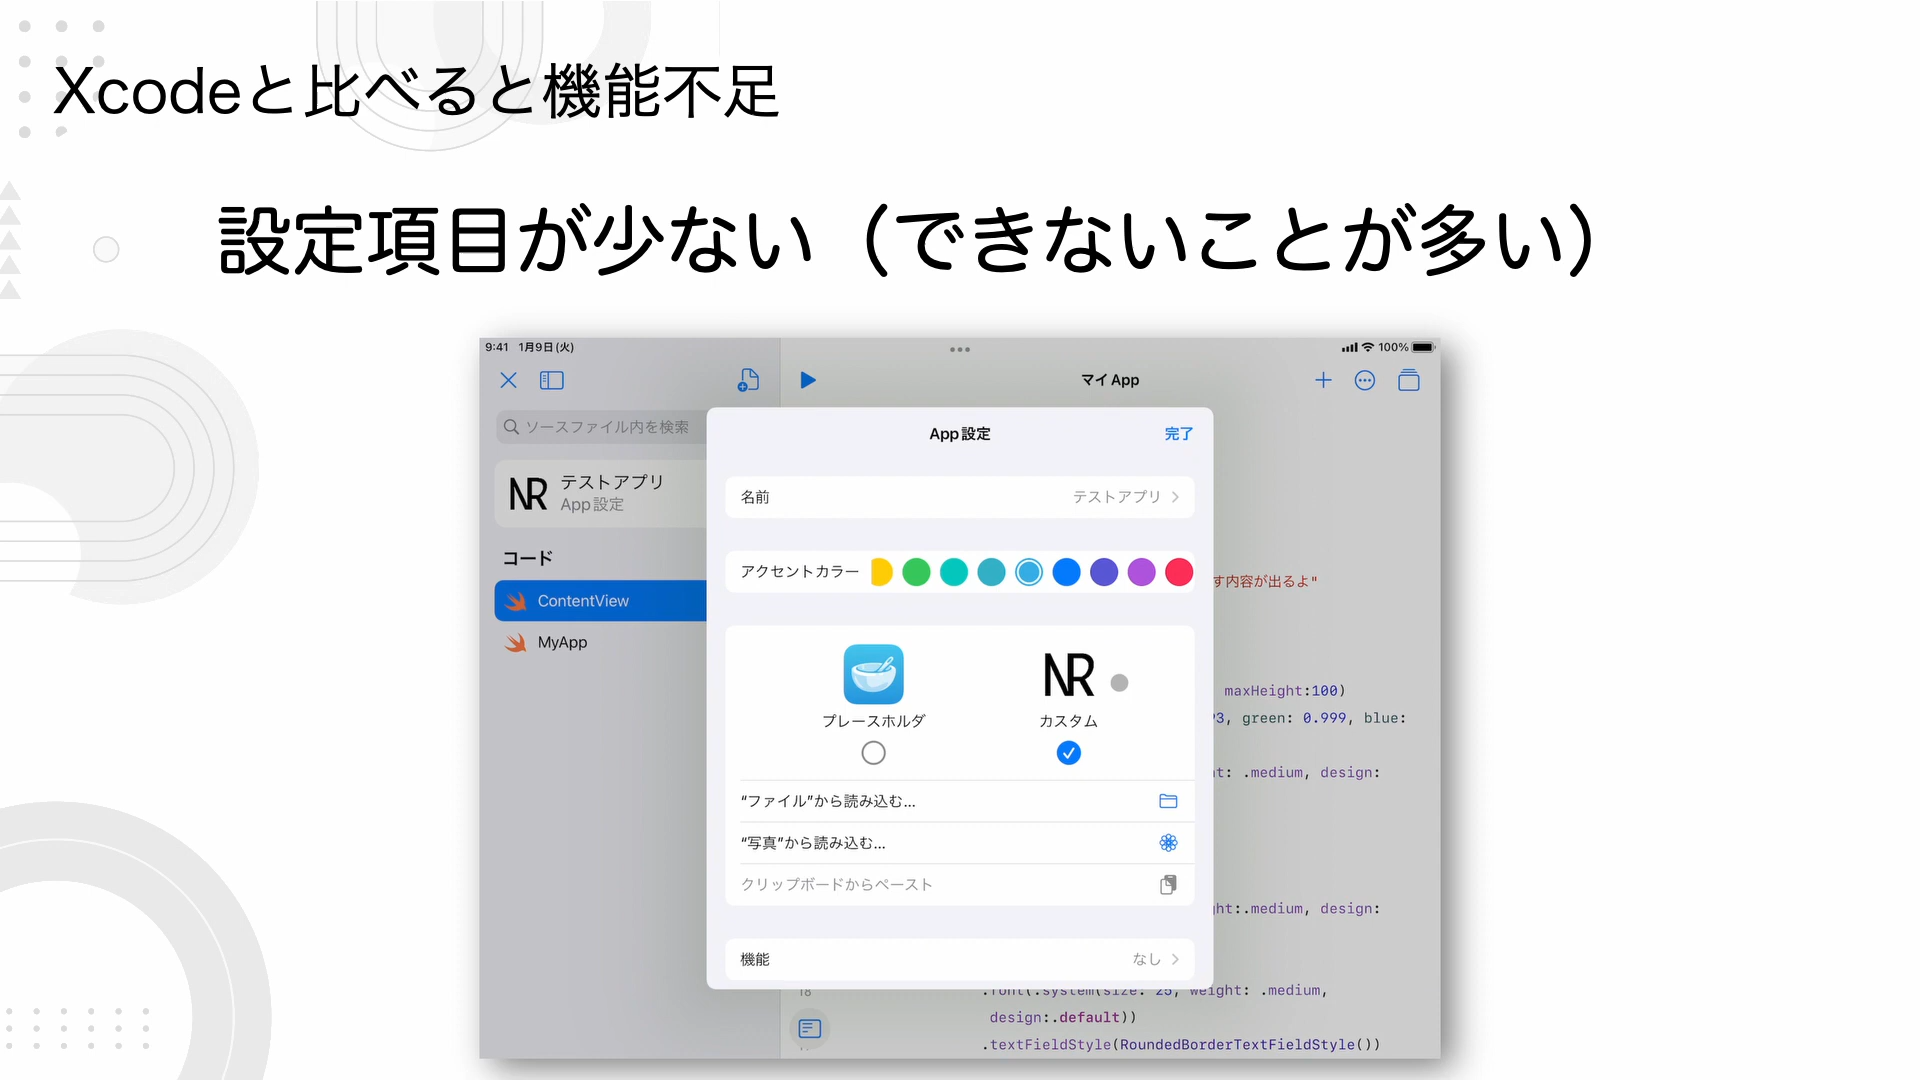 Xcodeと比べると機能不足
設定項目が少ない（できないことが多い）
9:41 1月9日(火)
100%
マイ App
ソースファイル内を検索
NR
テストアプリ
App 設定
コード
ContentView
MyApp
App 設定
完了
名前
テストアプリ
アクセントカラー
NR
プレースホルダ
カスタム
“ファイル”から読み込む...
“写真”から読み込む...
クリップボードからペースト
機能
なし
す内容が出るよ"
maxHeight:100)
3, green: 0.999, blue:
t: .medium, design:
ht:.medium, design:
18
.font(.system(size: 25, weight: .medium,
design:.default))
.textFieldStyle(RoundedBorderTextFieldStyle())